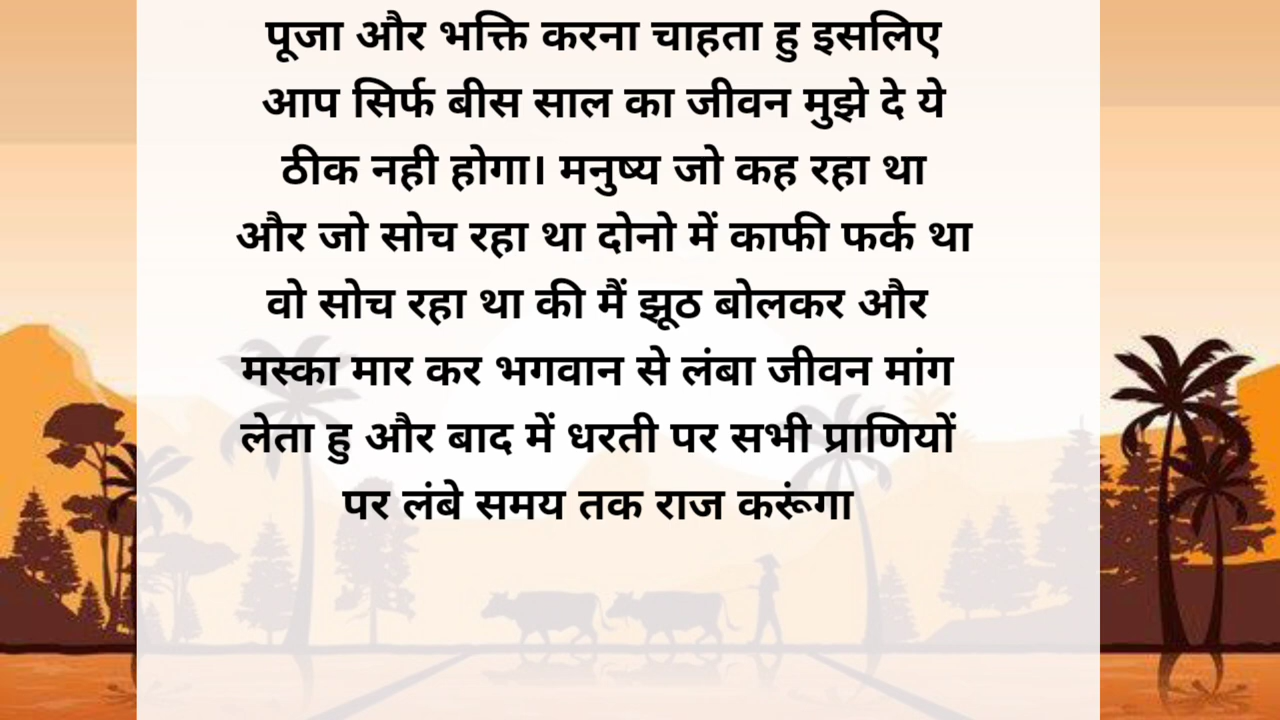 पूजा और भक्ति करना चाहता हु इसलिए
आप सिर्फ बीस साल का जीवन मुझे दे ये
ठीक नही होगा। मनुष्य जो कह रहा था
और जो सोच रहा था दोनो में काफी फर्क था
वो सोच रहा था की मैं झूठ बोलकर और
मस्का मार कर भगवान से लंबा जीवन मांग
लेता हु और बाद में धरती पर सभी प्राणियों
पर लंबे समय तक राज करूंगा